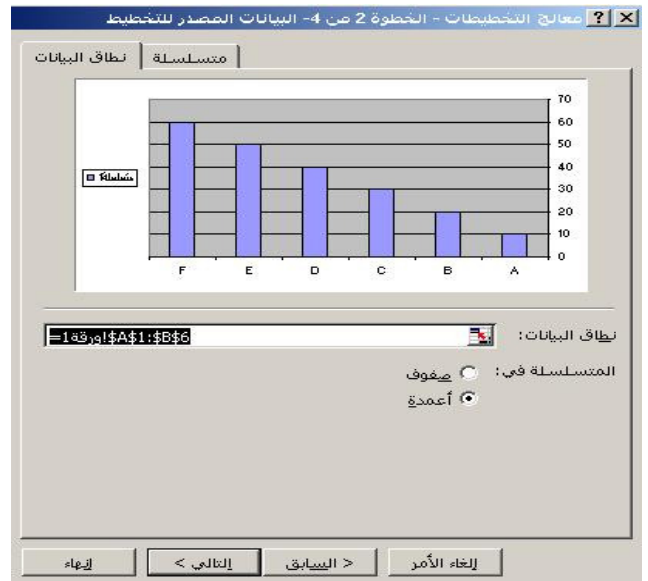 معالج التخطيطات - الخطوة 2 من 4- البيانات المصدر للتخطيط
نطاق البيانات
متسلسلة
70
60
50
40
30
20
10
0
F E D C B A
نطاق البيانات:
=ورقة1!$A$1:$B$6
المتسلسلة في:
صفوف
أعمدة
إلغاء الأمر
< السابق
التالي >
إنهاء